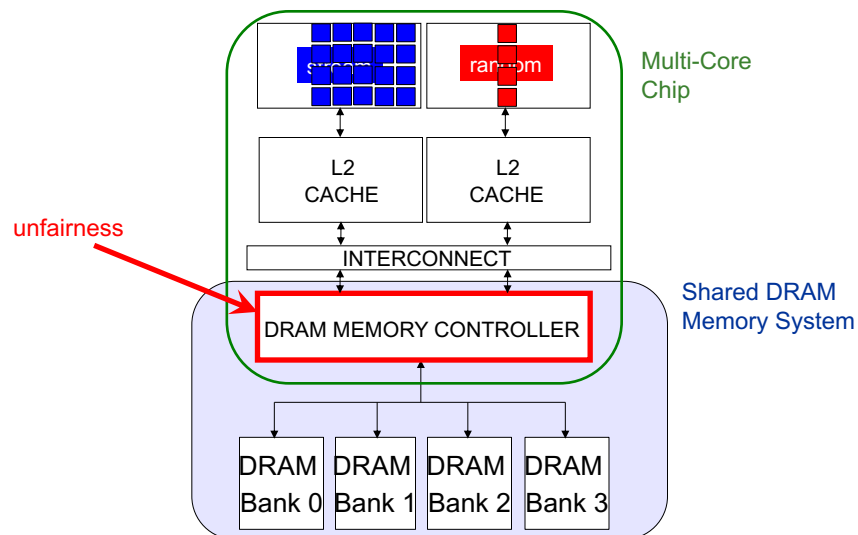 random
Multi-Core
Chip
L2
CACHE
L2
CACHE
unfairness
INTERCONNECT
Shared DRAM
Memory System
DRAM MEMORY CONTROLLER
DRAM
Bank 0
DRAM
Bank 1
DRAM
Bank 2
DRAM
Bank 3